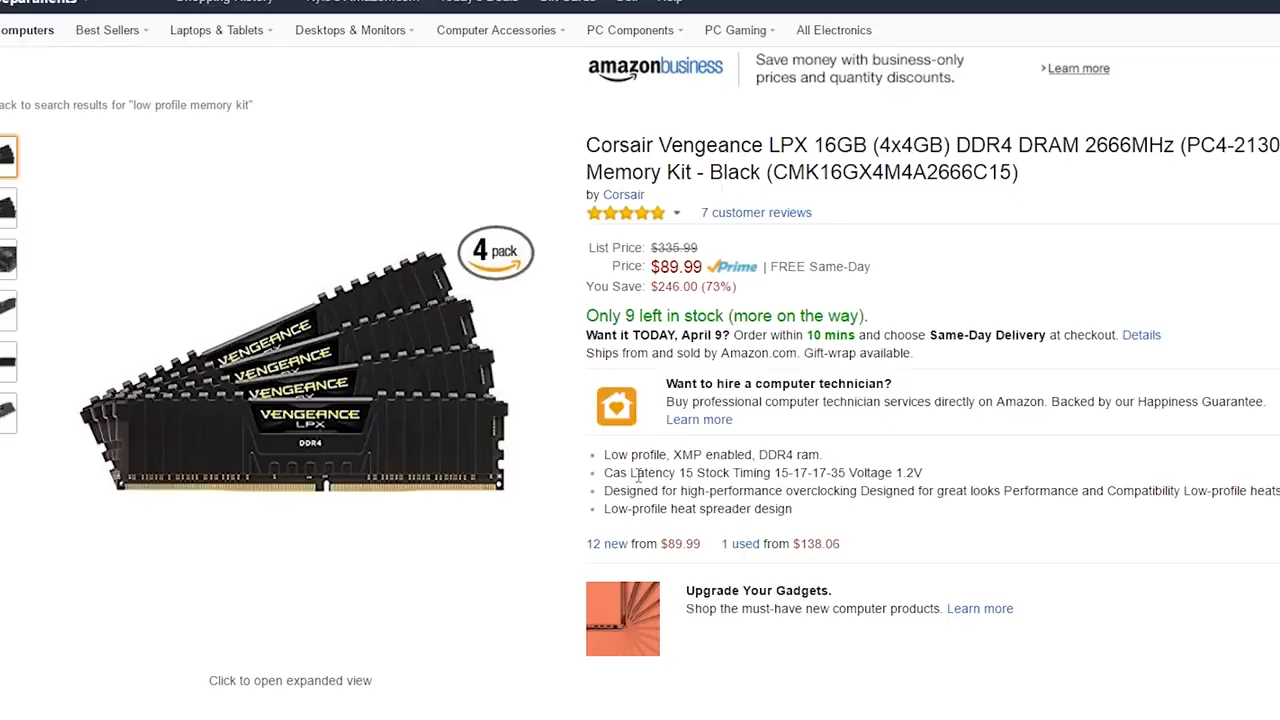 Best Sellers
Laptops & Tablets
Desktops & Monitors
Computer Accessories
PC Components
PC Gaming
All Electronics
amazonbusiness
Save money with business-only
prices and quantity discounts.
Learn more
ack to search results for "low profile memory kit"
Corsair Vengeance LPX 16GB (4x4GB) DDR4 DRAM 2666MHz (PC4-2130
Memory Kit - Black (CMK16GX4M4A2666C15)
by Corsair
7 customer reviews
List Price: $335.99
Price: $89.99 Prime | FREE Same-Day
You Save: $246.00 (73%)
Only 9 left in stock (more on the way).
Want it TODAY, April 9? Order within 10 mins and choose Same-Day Delivery at checkout. Details
Ships from and sold by Amazon.com. Gift-wrap available.
Want to hire a computer technician?
Buy professional computer technician services directly on Amazon. Backed by our Happiness Guarantee.
Learn more
Low profile, XMP enabled, DDR4 ram.
Cas Latency 15 Stock Timing 15-17-17-35 Voltage 1.2V
Designed for high-performance overclocking Designed for great looks Performance and Compatibility Low-profile heats
Low-profile heat spreader design
12 new from $89.99 1 used from $138.06
Upgrade Your Gadgets.
Shop the must-have new computer products. Learn more
4 pack
VENGEANCE
VENGEANCE
VENGEANCE
VENGEANCE
LPX
DDR4
Click to open expanded view